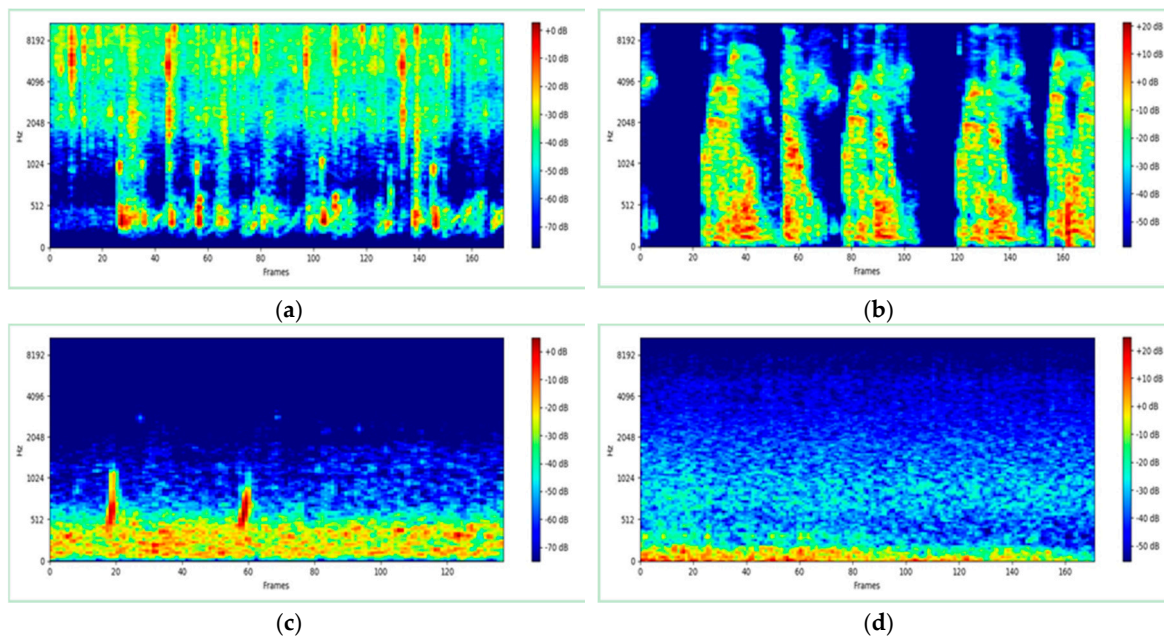 8192
4096
2048
1024
512
0
Hz
0 20 40 60 80 100 120 140 160
Frames
+0 dB
-10 dB
-20 dB
-30 dB
-40 dB
-50 dB
-60 dB
-70 dB
(a)
8192
4096
2048
1024
512
0
Hz
0 20 40 60 80 100 120 140 160
Frames
+20 dB
+10 dB
+0 dB
-10 dB
-20 dB
-30 dB
-40 dB
-50 dB
(b)
8192
4096
2048
1024
512
0
Hz
0 20 40 60 80 100 120
Frames
+0 dB
-10 dB
-20 dB
-30 dB
-40 dB
-50 dB
-60 dB
-70 dB
(c)
8192
4096
2048
1024
512
0
Hz
0 20 40 60 80 100 120 140 160
Frames
+20 dB
+10 dB
+0 dB
-10 dB
-20 dB
-30 dB
-40 dB
-50 dB
(d)